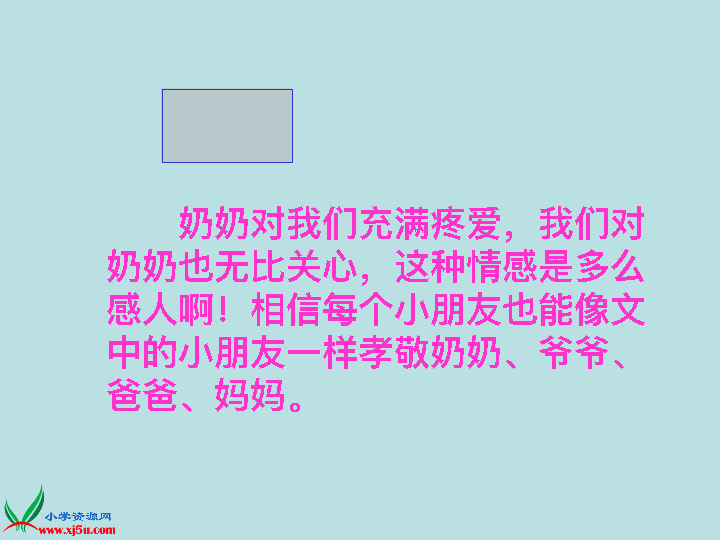 奶奶对我们充满疼爱，我们对
奶奶也无比关心，这种情感是多么
感人啊！相信每个小朋友也能像文
中的小朋友一样孝敬奶奶、爷爷、
爸爸、妈妈。
小学资源网
www.xj5u.com